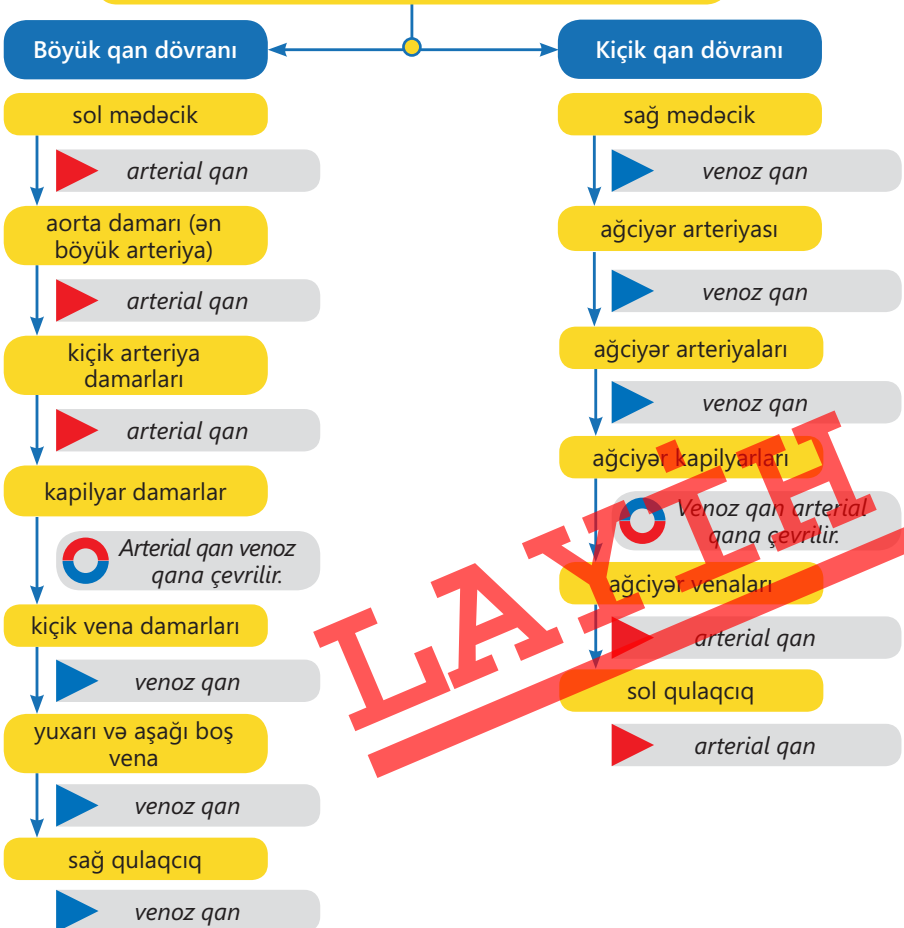 Böyük qan dövranı
sol mədəcik
arterial qan
aorta damarı (ən
böyük arteriya)
arterial qan
kiçik arteriya
damarları
arterial qan
kapilyar damarlar
Arterial qan venoz
qana çevrilir.
kiçik vena damarları
venoz qan
yuxarı və aşağı boş
vena
venoz qan
sağ qulaqcıq
venoz qan
Kiçik qan dövranı
sağ mədəcik
venoz qan
ağciyər arteriyası
venoz qan
ağciyər arteriyaları
venoz qan
ağciyər kapilyarları
Venoz qan arterial
qana çevrilir.
ağciyər venaları
arterial qan
sol qulaqcıq
arterial qan
LAYİH